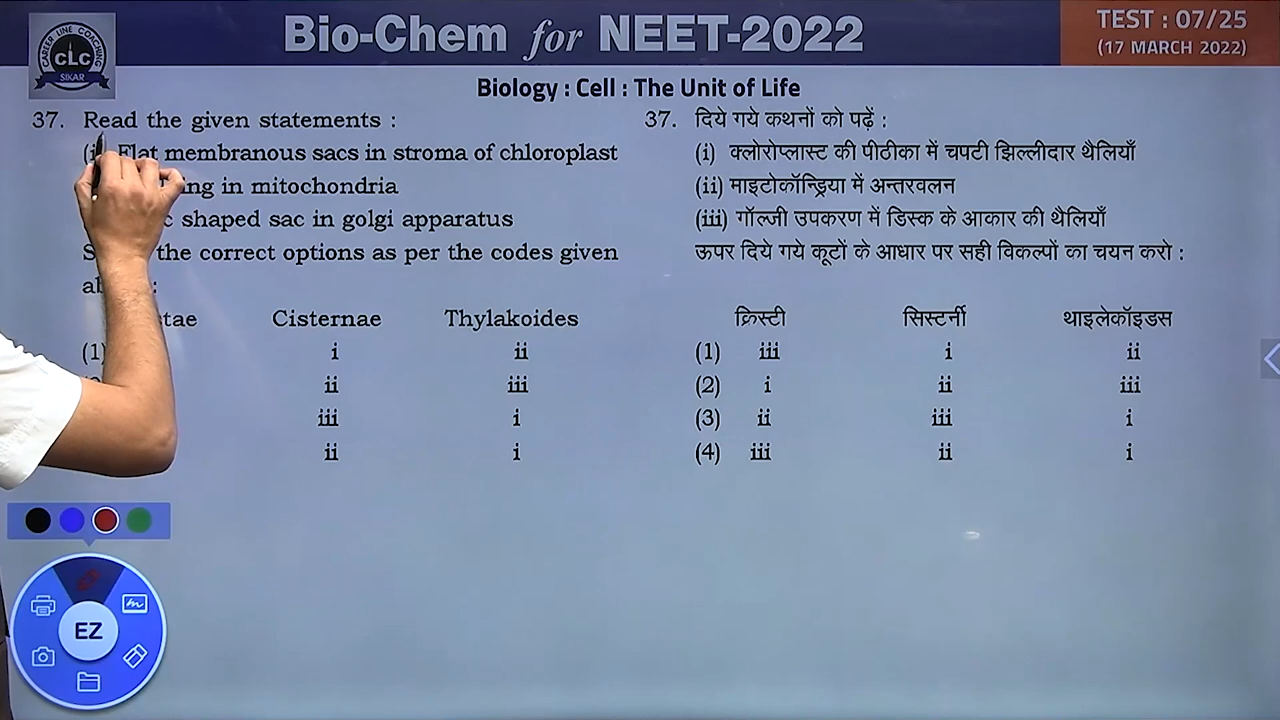 CAREER LINE COACHING
CLC
SIKAR
Bio-Chem for NEET-2022
TEST : 07/25
(17 MARCH 2022)
Biology : Cell : The Unit of Life
37. Read the given statements :
(i) Flat membranous sacs in stroma of chloroplast
in mitochondria
shaped sac in golgi apparatus
the correct options as per the codes given
:
Cisternae Thylakoides
(1) i ii
ii iii
iii i
ii i
37. दिये गये कथनों को पढ़ें :
(i) क्लोरोप्लास्ट की पीठीका में चपटी झिल्लीदार थैलियाँ
(ii) माइटोकॉन्ड्रिया में अन्तरवलन
(iii) गॉल्जी उपकरण में डिस्क के आकार की थैलियाँ
ऊपर दिये गये कूटों के आधार पर सही विकल्पों का चयन करो :
क्रिस्टी सिस्टर्नी थाइलेकॉइडस
(1) iii i ii
(2) i ii iii
(3) ii iii i
(4) iii ii i
EZ